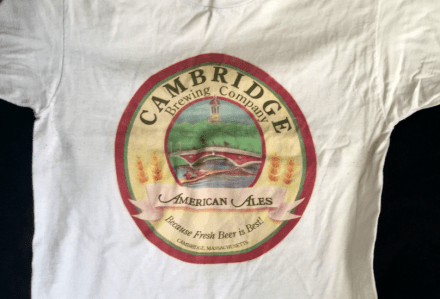 CAMBRIDGE
Brewing Company
AMERICAN ALES
Because Fresh Beer is Best!
CAMBRIDGE, MASSACHUSETTS